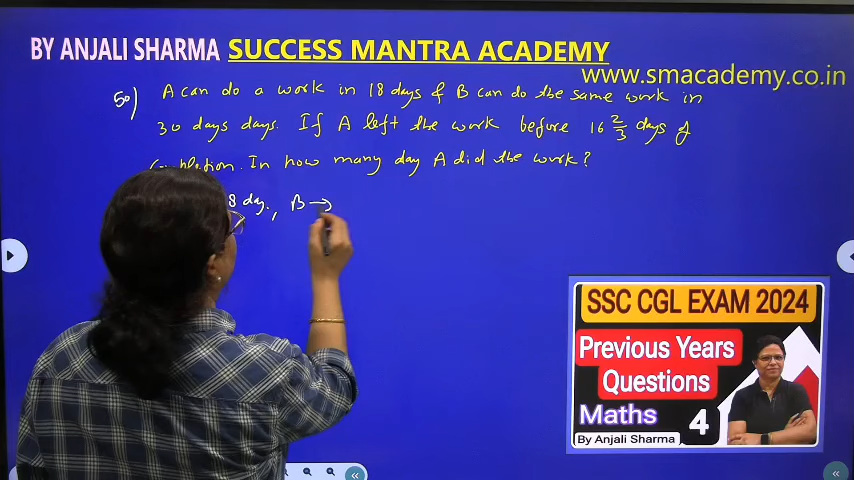 BY ANJALI SHARMA SUCCESS MANTRA ACADEMY
www.smacademy.co.in
50) A can do a work in 18 days & B can do the same work in
30 days days. If A left the work before 16 2/3 days of
Completion. In how many day A did the work?
8 day., B →
SSC CGL EXAM 2024
Previous Years
Questions
Maths 4
By Anjali Sharma